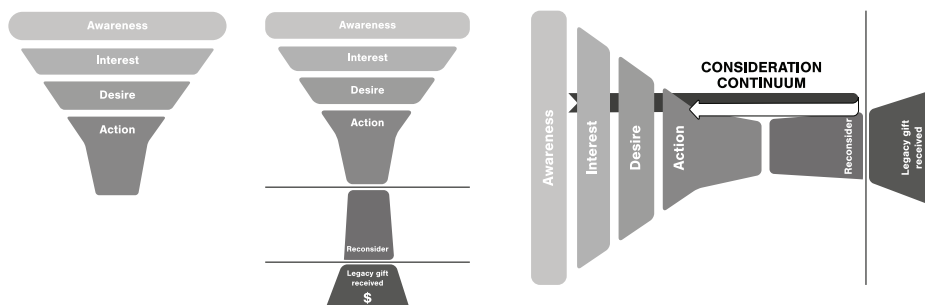 Awareness
Interest
Desire
Action
Awareness
Interest
Desire
Action
Reconsider
Legacy gift
received
$
CONSIDERATION
CONTINUUM
Awareness
Interest
Desire
Action
Reconsider
Legacy gift
received